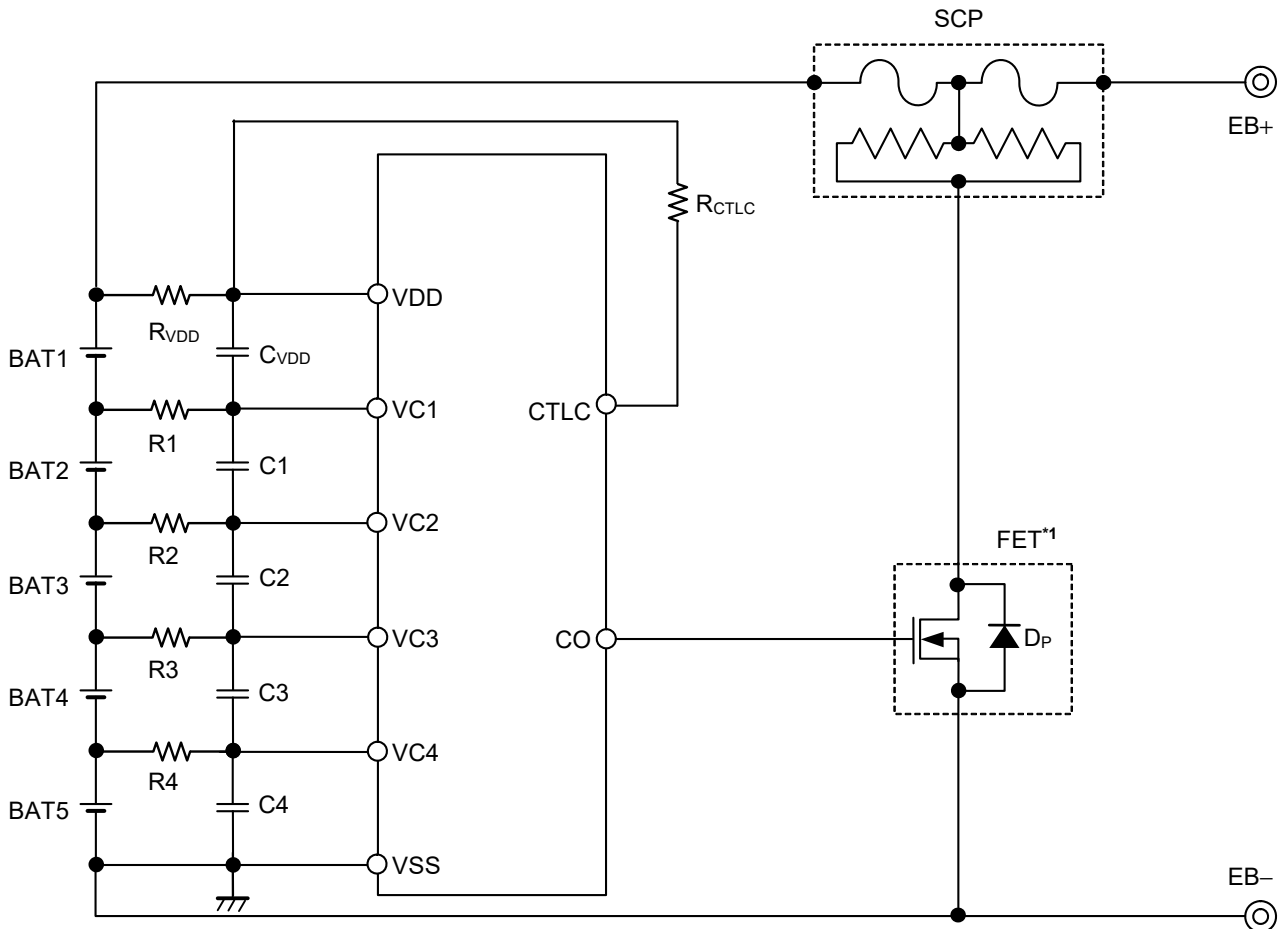 SCP
EB+
RCTLC
VDD
RVDD
BAT1
CVDD
VC1
CTLC
R1
BAT2
C1
VC2
R2
FET*1
BAT3
C2
VC3
CO
DP
R3
BAT4
C3
VC4
R4
BAT5
C4
VSS
EB−